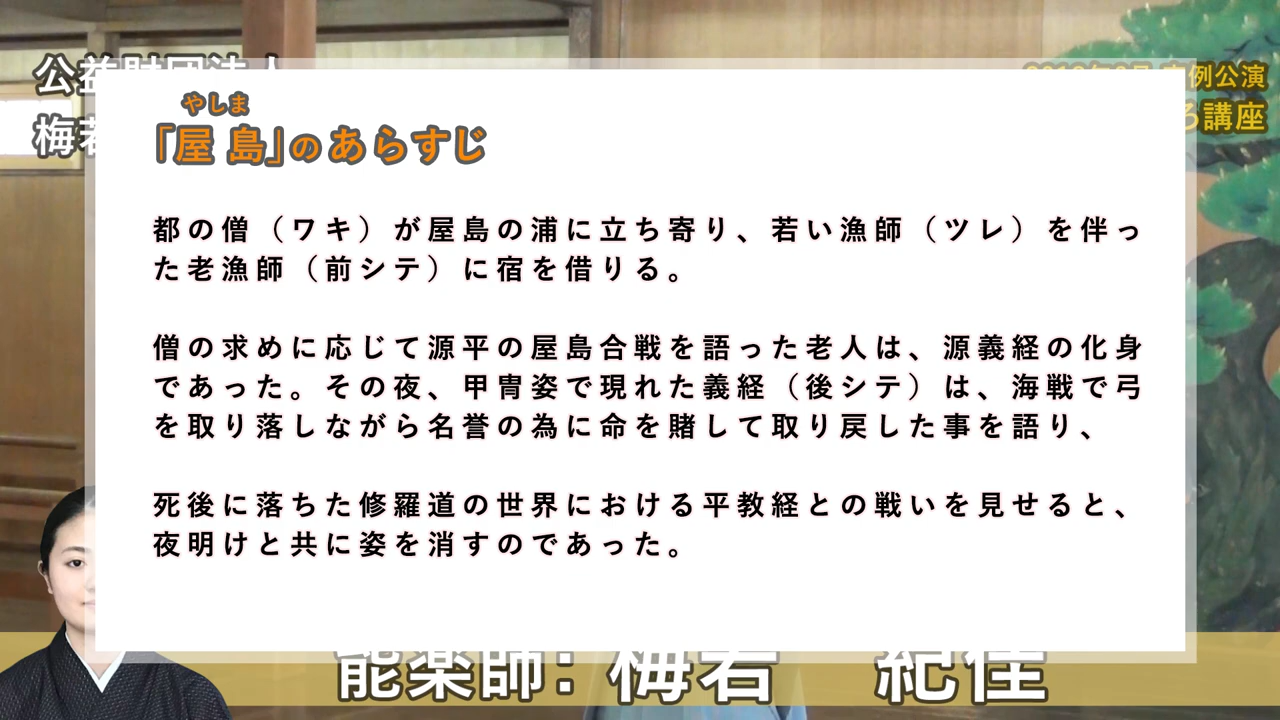 公益財団法人
定例公演
梅若
講座
やしま
「屋 島」のあらすじ
都の僧（ワキ）が屋島の浦に立ち寄り、若い漁師（ツレ）を伴っ
た老漁師（前シテ）に宿を借りる。
僧の求めに応じて源平の屋島合戦を語った老人は、源義経の化身
であった。その夜、甲冑姿で現れた義経（後シテ）は、海戦で弓
を取り落しながら名誉の為に命を賭して取り戻した事を語り、
死後に落ちた修羅道の世界における平教経との戦いを見せると、
夜明けと共に姿を消すのであった。
能楽師: 梅若 紀佳